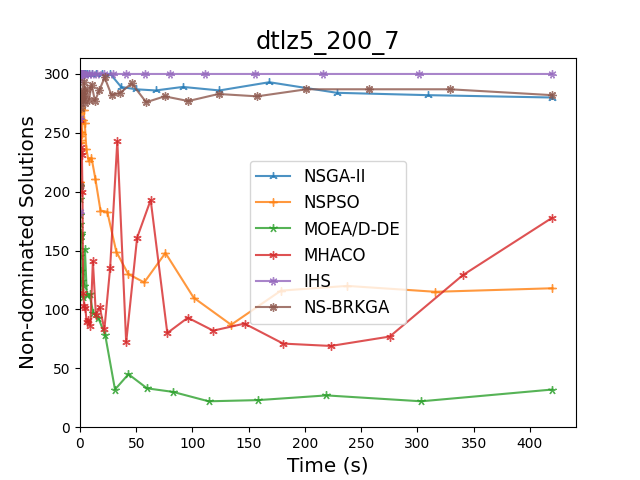 dtlz5_200_7
Non-dominated Solutions
300
250
200
150
100
50
0
NSGA-II
NSPSO
MOEA/D-DE
MHACO
IHS
NS-BRKGA
0 50 100 150 200 250 300 350 400
Time (s)